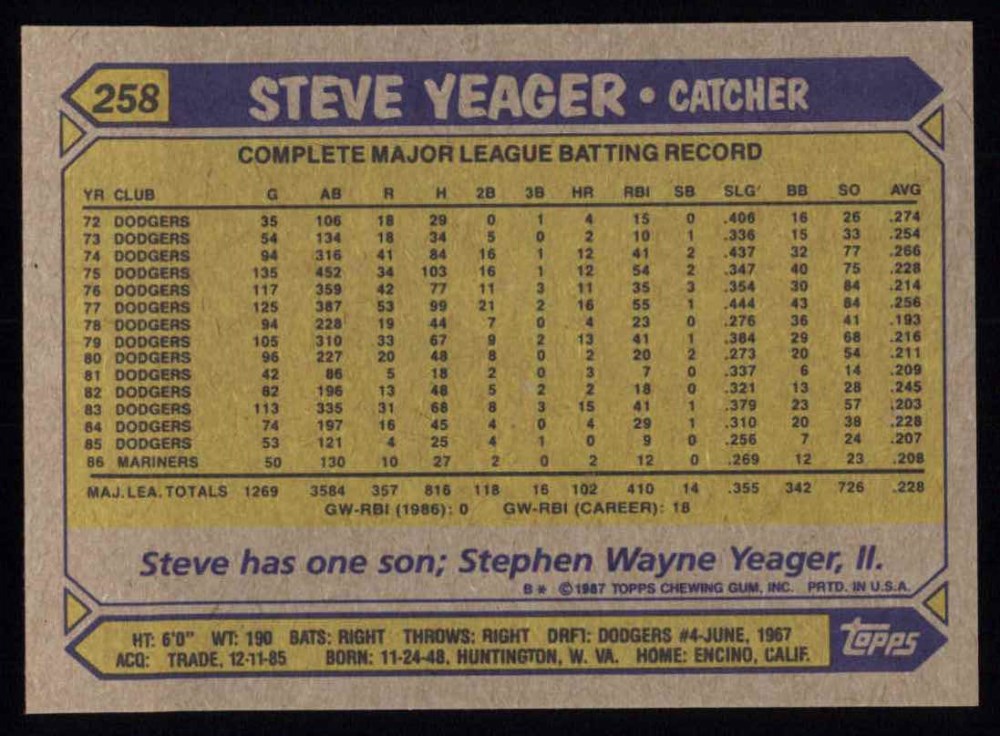 258 STEVE YEAGER • CATCHER
COMPLETE MAJOR LEAGUE BATTING RECORD
YR CLUB G AB R H 2B 3B HR RBI SB SLG' BB SO AVG
72 DODGERS 35 106 18 29 0 1 4 15 0 .406 16 26 .274
73 DODGERS 54 134 18 34 5 0 2 10 1 .336 15 33 .254
74 DODGERS 94 316 41 84 16 1 12 41 2 .437 32 77 .266
75 DODGERS 135 452 34 103 16 1 12 54 2 .347 40 75 .228
76 DODGERS 117 359 42 77 11 3 11 35 3 .354 30 84 .214
77 DODGERS 125 387 53 99 21 2 16 55 1 .444 43 84 .256
78 DODGERS 94 228 19 44 7 0 4 23 0 .276 36 41 .193
79 DODGERS 105 310 33 67 9 2 13 41 1 .384 29 68 .216
80 DODGERS 96 227 20 48 8 0 2 20 2 .273 20 54 .211
81 DODGERS 42 86 5 18 2 0 3 7 0 .337 6 14 .209
82 DODGERS 82 196 13 48 5 2 2 18 0 .321 13 28 .245
83 DODGERS 113 335 31 68 8 3 15 41 1 .379 23 57 .203
84 DODGERS 74 197 16 45 4 0 4 29 1 .310 20 38 .228
85 DODGERS 53 121 4 25 4 1 0 9 0 .256 7 24 .207
86 MARINERS 50 130 10 27 2 0 2 12 0 .269 12 23 .208
MAJ. LEA. TOTALS 1269 3584 357 816 118 16 102 410 14 .355 342 726 .228
GW-RBI (1986): 0 GW-RBI (CAREER): 18
Steve has one son; Stephen Wayne Yeager, II.
B * ©1987 TOPPS CHEWING GUM, INC. PRTD. IN U.S.A.
HT: 6'0" WT: 190 BATS: RIGHT THROWS: RIGHT DRFT: DODGERS #4-JUNE, 1967
ACQ: TRADE, 12-11-85 BORN: 11-24-48, HUNTINGTON, W. VA. HOME: ENCINO, CALIF.
topps